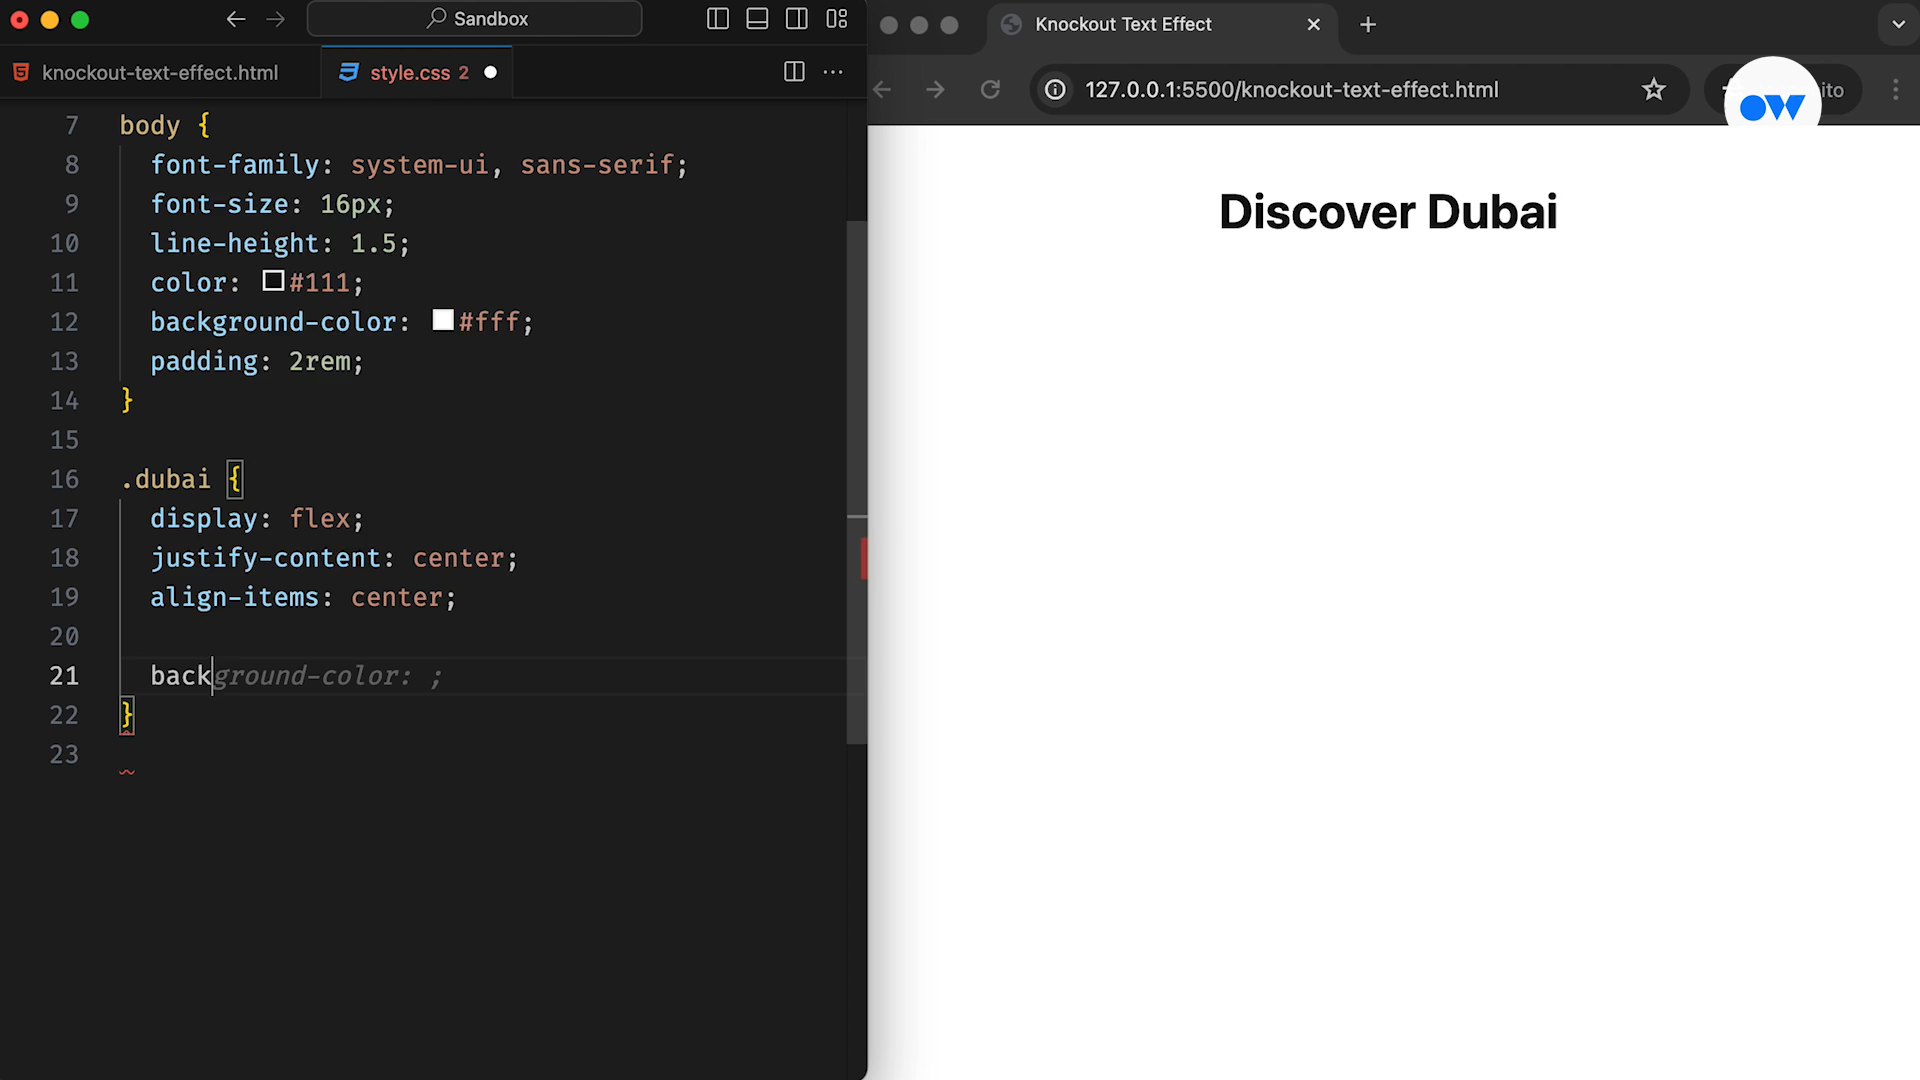 Sandbox
knockout-text-effect.html
style.css 2
7 body {
8 font-family: system-ui, sans-serif;
9 font-size: 16px;
10 line-height: 1.5;
11 color: #111;
12 background-color: #fff;
13 padding: 2rem;
14 }
15
16 .dubai {
17 display: flex;
18 justify-content: center;
19 align-items: center;
20
21 background-color: ;
22 }
23
Knockout Text Effect
127.0.0.1:5500/knockout-text-effect.html
ito
OW
Discover Dubai